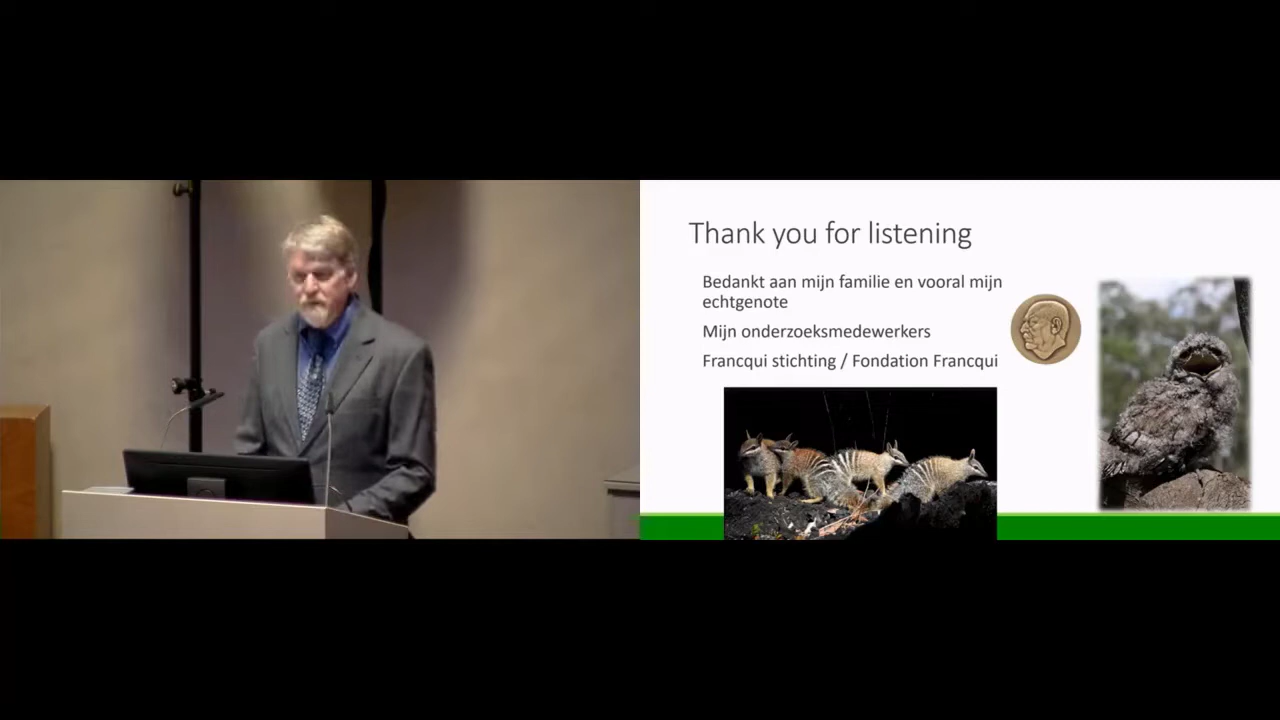 Thank you for listening
Bedankt aan mijn familie en vooral mijn
echtgenote
Mijn onderzoeksmedewerkers
Francqui stichting / Fondation Francqui